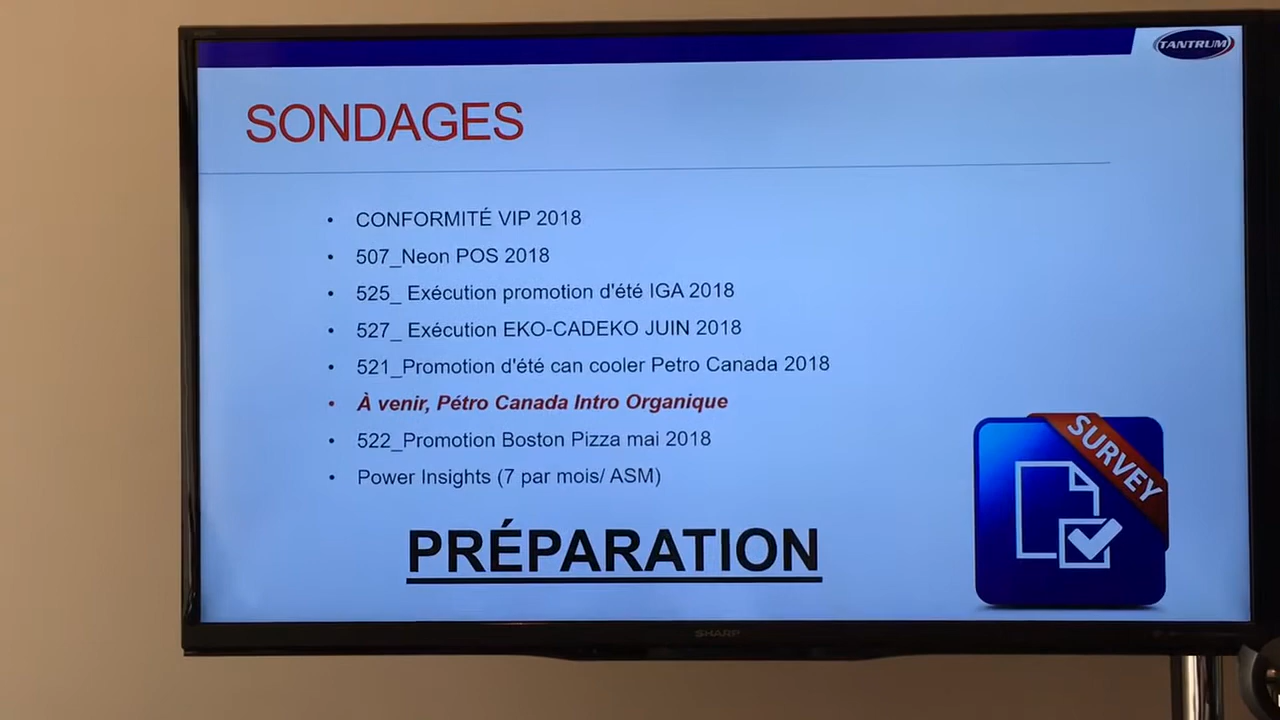 TANTRUM
SONDAGES
• CONFORMITÉ VIP 2018
• 507_Neon POS 2018
• 525_ Exécution promotion d'été IGA 2018
• 527_ Exécution EKO-CADEKO JUIN 2018
• 521_Promotion d'été can cooler Petro Canada 2018
• À venir, Pétro Canada Intro Organique
• 522_Promotion Boston Pizza mai 2018
• Power Insights (7 par mois/ ASM)
SURVEY
PRÉPARATION
SHARP